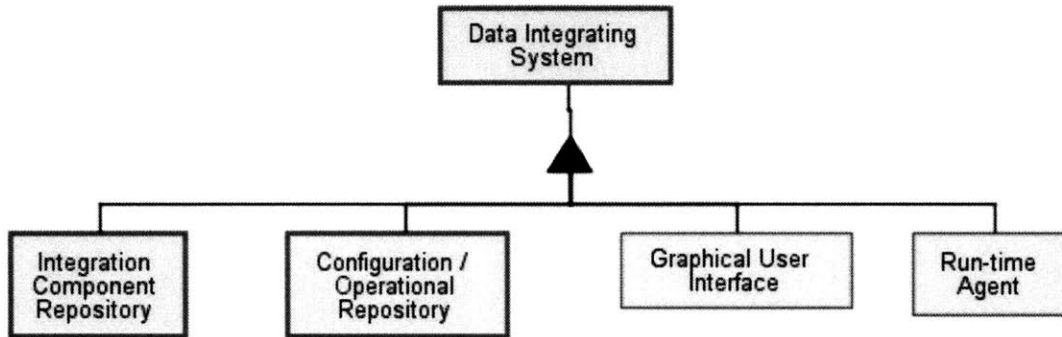 Data Integrating
System
Integration
Component
Repository
Configuration /
Operational
Repository
Graphical User
Interface
Run-time
Agent